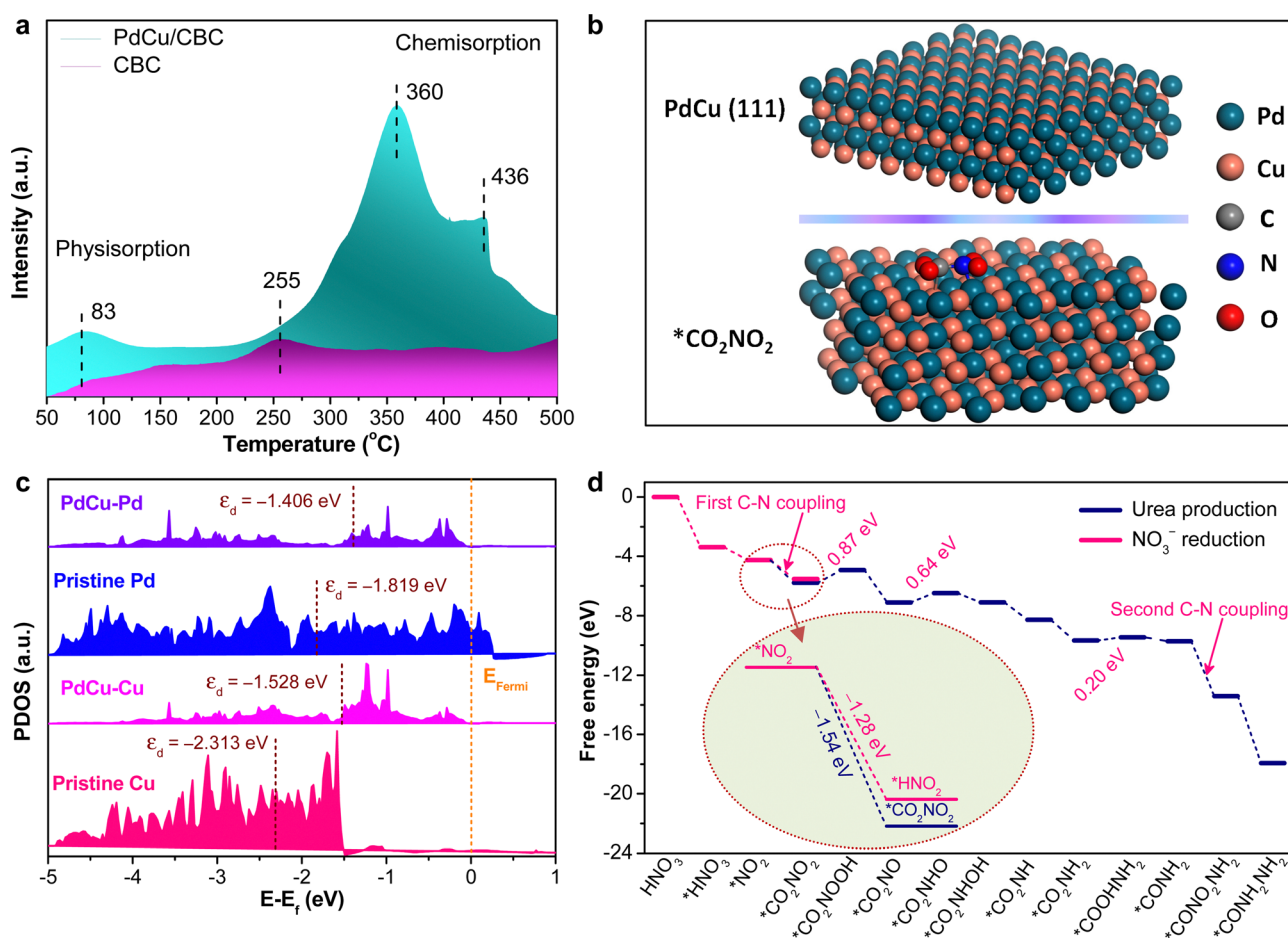 a
PdCu/CBC
CBC
Chemisorption
360
436
Physisorption
255
83
Intensity (a.u.)
50 100 150 200 250 300 350 400 450 500
Temperature (°C)
b
PdCu (111)
*CO₂NO₂
Pd
Cu
C
N
O
c
PdCu-Pd
εd = −1.406 eV
Pristine Pd
εd = −1.819 eV
PdCu-Cu
εd = −1.528 eV
EFermi
Pristine Cu
εd = −2.313 eV
PDOS (a.u.)
-5 -4 -3 -2 -1 0 1
E-Ef (eV)
d
First C-N coupling
Urea production
NO₃⁻ reduction
0.87 eV
0.64 eV
Second C-N coupling
0.20 eV
*NO₂
−1.28 eV
−1.54 eV
*HNO₂
*CO₂NO₂
Free energy (eV)
0
-4
-8
-12
-16
-20
-24
HNO₃
*HNO₃
*NO₂
*CO₂NO₂
*CO₂NOOH
*CO₂NO
*CO₂NHO
*CO₂NHOH
*CO₂NH
*CO₂NH₂
*COOHNH₂
*CONH₂
*CONO₂NH₂
*CONH₂NH₂